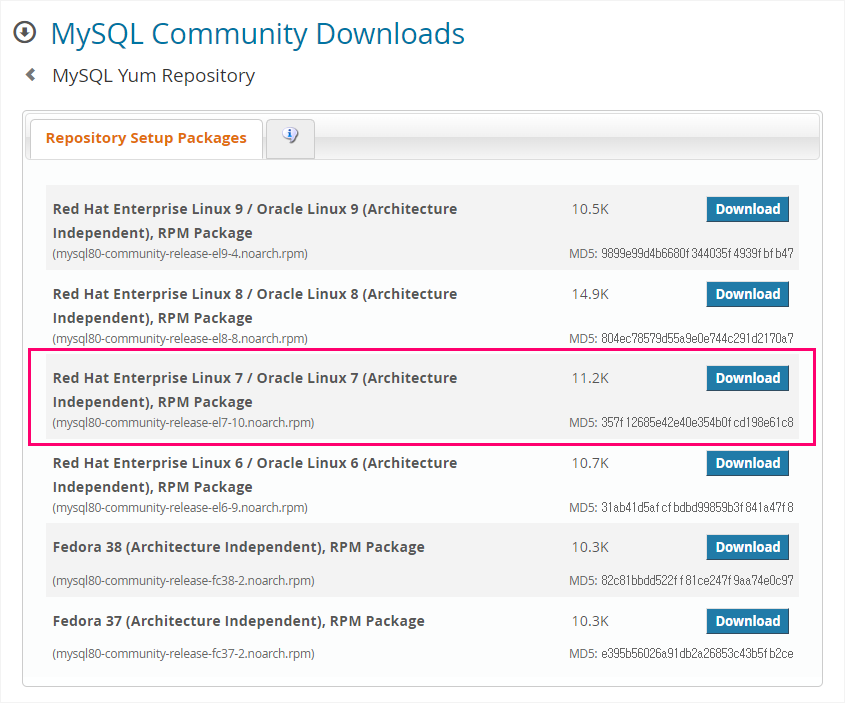 MySQL Community Downloads
MySQL Yum Repository
Repository Setup Packages
Red Hat Enterprise Linux 9 / Oracle Linux 9 (Architecture Independent), RPM Package
10.5K
Download
(mysql80-community-release-el9-4.noarch.rpm)
MD5: 9899e99d4b6680f344035f4939fbfb47
Red Hat Enterprise Linux 8 / Oracle Linux 8 (Architecture Independent), RPM Package
14.9K
Download
(mysql80-community-release-el8-8.noarch.rpm)
MD5: 804ec78579d55a9e0e744c291d2170a7
Red Hat Enterprise Linux 7 / Oracle Linux 7 (Architecture Independent), RPM Package
11.2K
Download
(mysql80-community-release-el7-10.noarch.rpm)
MD5: 357f12685e42e40e354b0fcd198e61c8
Red Hat Enterprise Linux 6 / Oracle Linux 6 (Architecture Independent), RPM Package
10.7K
Download
(mysql80-community-release-el6-9.noarch.rpm)
MD5: 31ab41d5afcfbdbd99859b3f841a47f8
Fedora 38 (Architecture Independent), RPM Package
10.3K
Download
(mysql80-community-release-fc38-2.noarch.rpm)
MD5: 82c81bbdd522ff81ce247f9aa74e0c97
Fedora 37 (Architecture Independent), RPM Package
10.3K
Download
(mysql80-community-release-fc37-2.noarch.rpm)
MD5: e395b56026a91db2a26853c43b5fb2ce